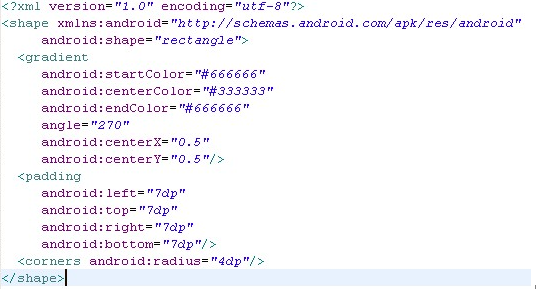 <?xml version="1.0" encoding="utf-8"?>
<shape xmlns:android="http://schemas.android.com/apk/res/android"
android:shape="rectangle">
<gradient
android:startColor="#666666"
android:centerColor="#333333"
android:endColor="#666666"
angle="270"
android:centerX="0.5"
android:centerY="0.5"/>
<padding
android:left="7dp"
android:top="7dp"
android:right="7dp"
android:bottom="7dp"/>
<corners android:radius="4dp"/>
</shape>